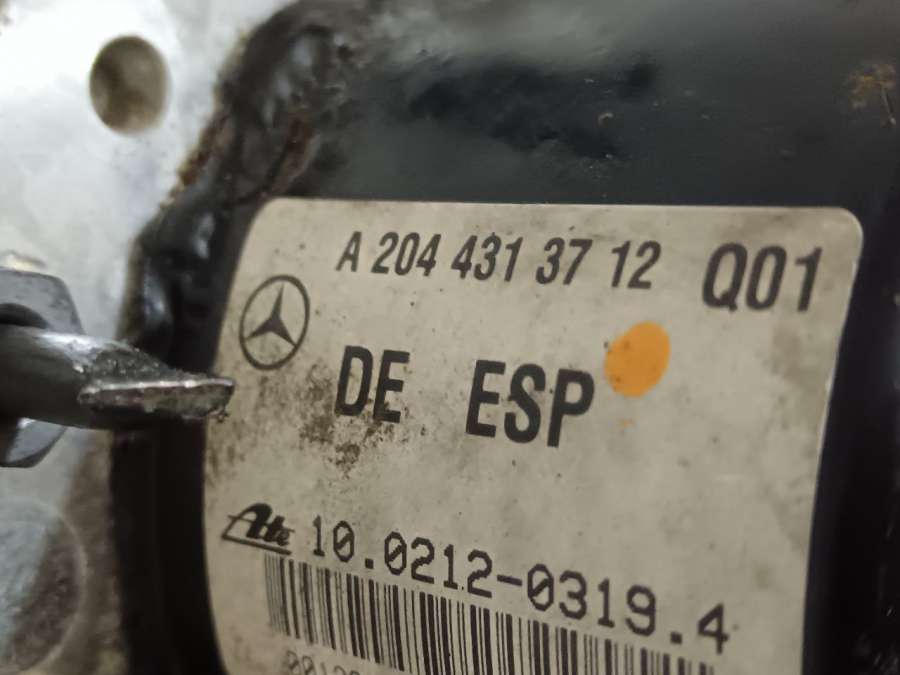 A 204 431 37 12 Q01
DE ESP
Ate 10.0212-0319.4